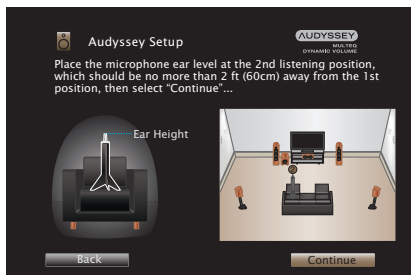 Audyssey Setup
AUDYSSEY
MULTEQ
DYNAMIC VOLUME
Place the microphone ear level at the 2nd listening position,
which should be no more than 2 ft (60cm) away from the 1st
position, then select “Continue”...
Ear Height
Back
Continue